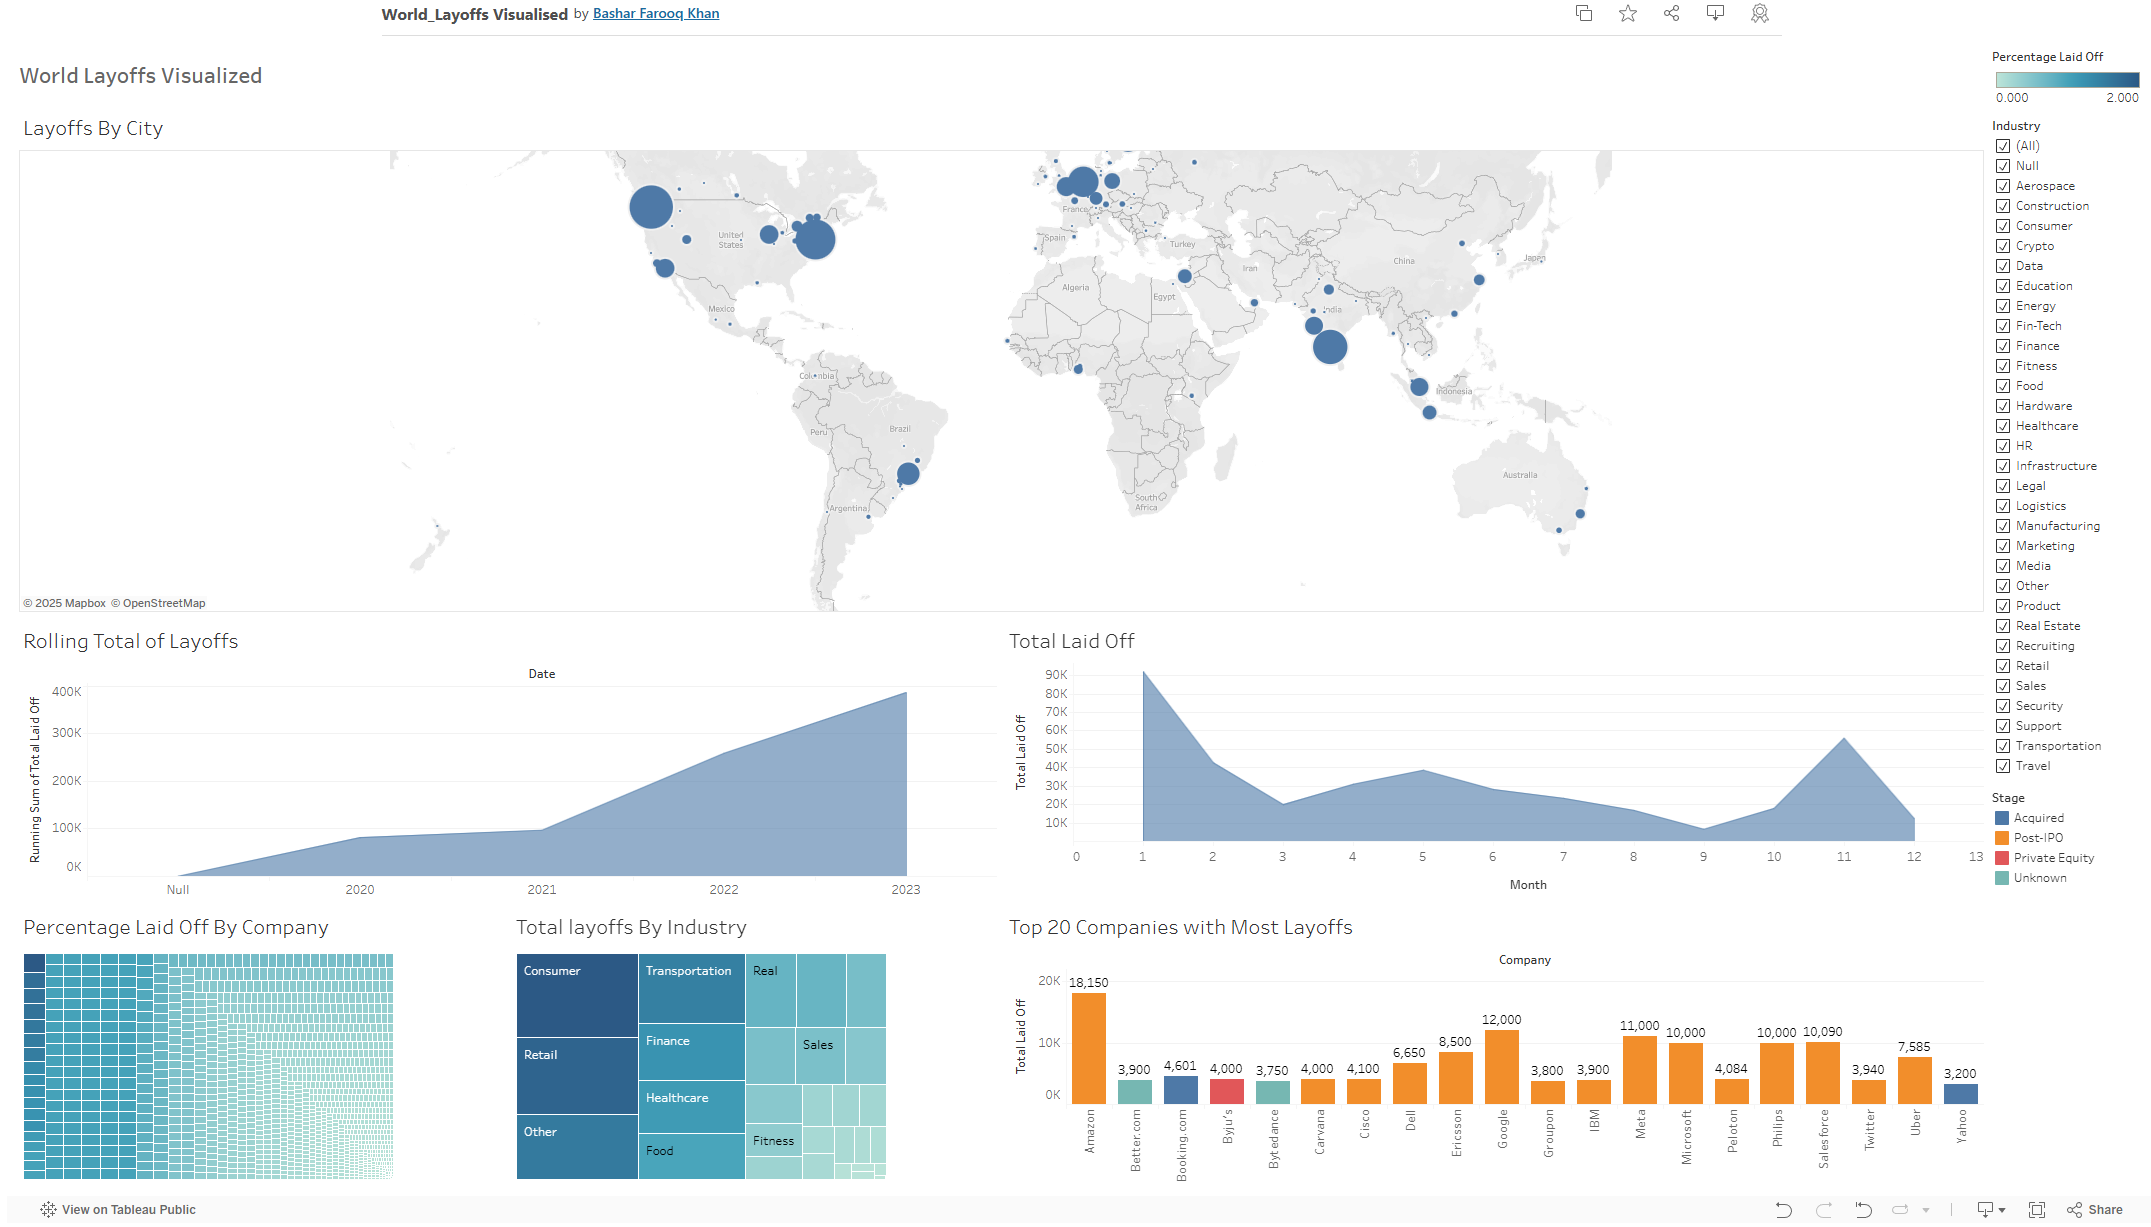 World_Layoffs Visualised by Bashar Farooq Khan
World Layoffs Visualized
Layoffs By City
United States
Mexico
Colombia
Peru
Brazil
Argentina
France
Spain
Turkey
Algeria
Egypt
Iran
India
China
Japan
Indonesia
South Africa
Australia
© 2025 Mapbox © OpenStreetMap
Percentage Laid Off
0.000 2.000
Industry
(All)
Null
Aerospace
Construction
Consumer
Crypto
Data
Education
Energy
Fin-Tech
Finance
Fitness
Food
Hardware
Healthcare
HR
Infrastructure
Legal
Logistics
Manufacturing
Marketing
Media
Other
Product
Real Estate
Recruiting
Retail
Sales
Security
Support
Transportation
Travel
Stage
Acquired
Post-IPO
Private Equity
Unknown
Rolling Total of Layoffs
Date
Running Sum of Total Laid Off
400K
300K
200K
100K
0K
Null 2020 2021 2022 2023
Total Laid Off
Total Laid Off
90K
80K
70K
60K
50K
40K
30K
20K
10K
0 1 2 3 4 5 6 7 8 9 10 11 12 13
Month
Percentage Laid Off By Company
Total layoffs By Industry
Consumer
Retail
Other
Transportation
Finance
Healthcare
Food
Real
Sales
Fitness
Top 20 Companies with Most Layoffs
Company
Total Laid Off
20K
10K
0K
18,150 3,900 4,601 4,000 3,750 4,000 4,100 6,650 8,500 12,000 3,800 3,900 11,000 10,000 4,084 10,000 10,090 3,940 7,585 3,200
Amazon Better.com Booking.com Byju's Bytedance Carvana Cisco Dell Ericsson Google Groupon IBM Meta Microsoft Peloton Philips Salesforce Twitter Uber Yahoo
View on Tableau Public
Share